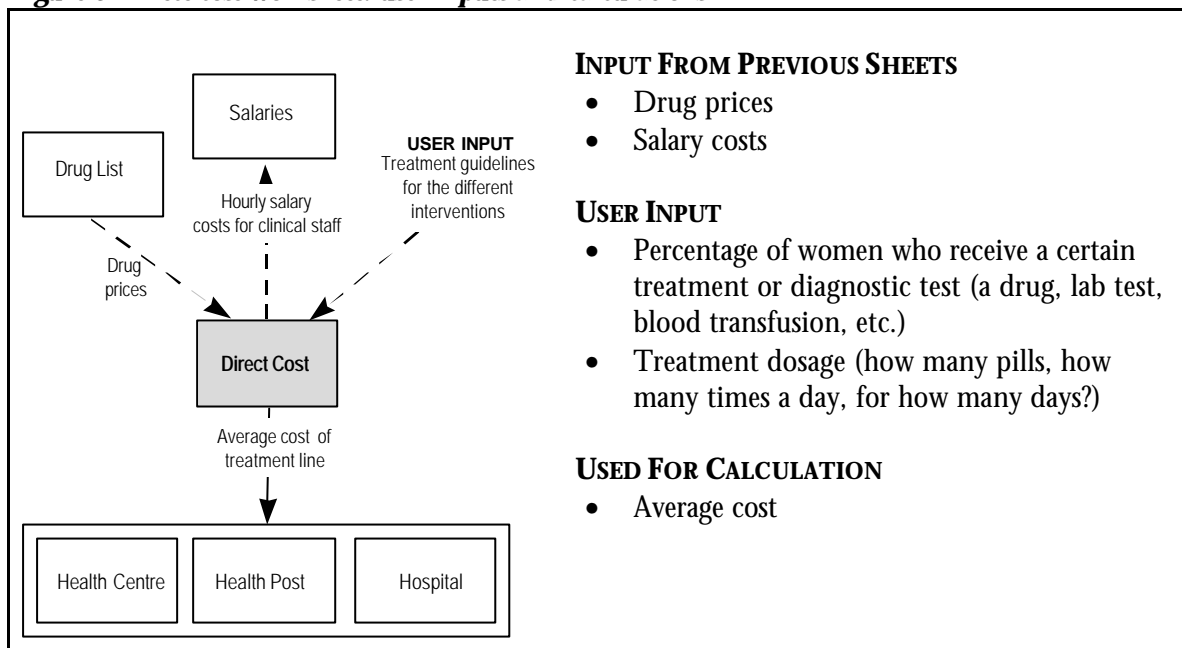 Salaries
Drug List
USER INPUT
Treatment guidelines
for the different
interventions
Hourly salary
costs for clinical staff
Drug
prices
Direct Cost
Average cost of
treatment line
Health Centre
Health Post
Hospital
INPUT FROM PREVIOUS SHEETS
• Drug prices
• Salary costs
USER INPUT
• Percentage of women who receive a certain
treatment or diagnostic test (a drug, lab test,
blood transfusion, etc.)
• Treatment dosage (how many pills, how
many times a day, for how many days?)
USED FOR CALCULATION
• Average cost